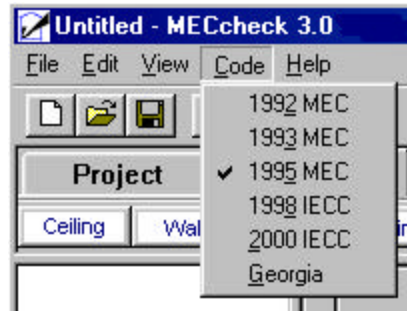 Untitled - MECcheck 3.0
File Edit View Code Help
1992 MEC
1993 MEC
Project
1995 MEC
1998 IECC
Ceiling
2000 IECC
Georgia